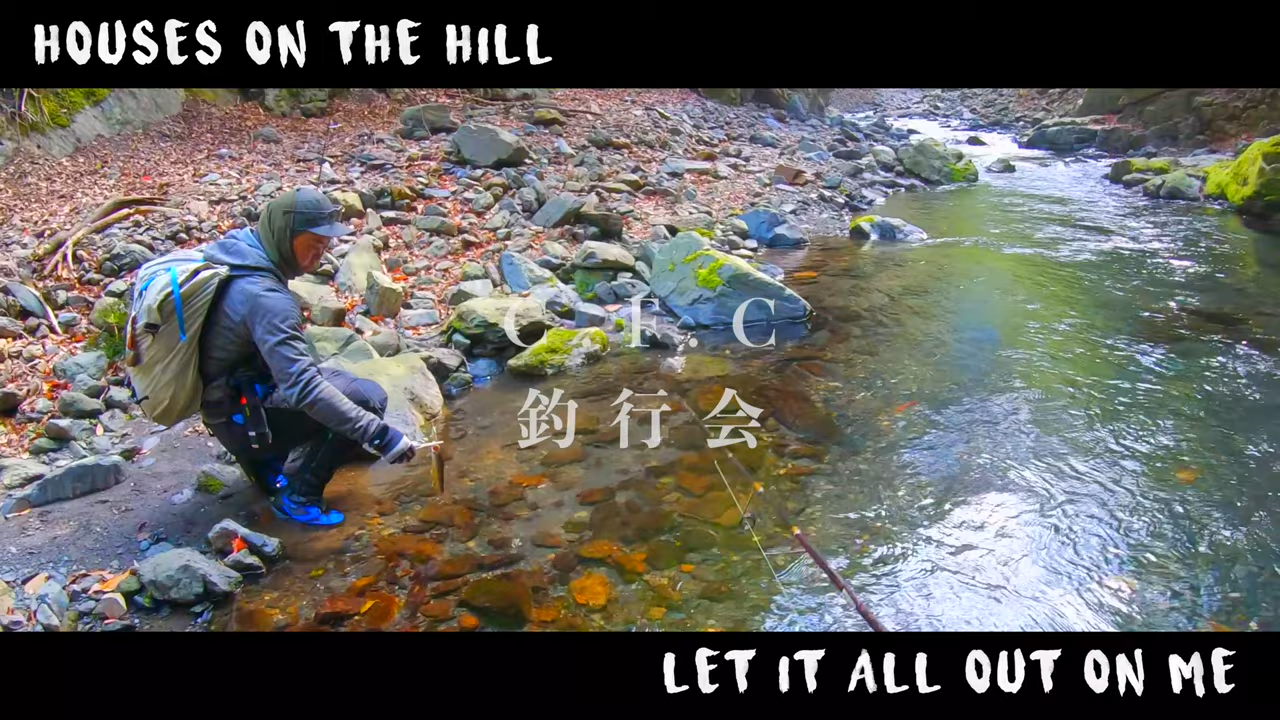 HOUSES ON THE HILL
C.F.C
釣行会
LET IT ALL OUT ON ME